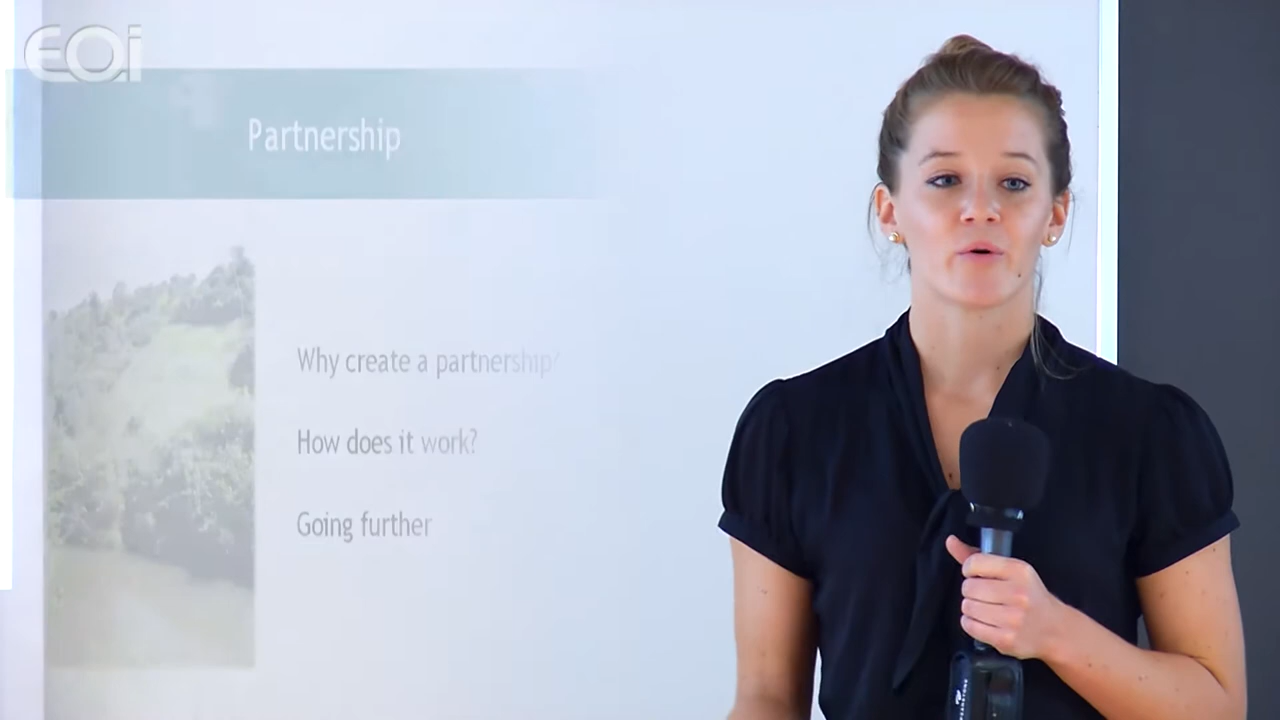 EOi
Partnership
Why create a partnership?
How does it work?
Going further